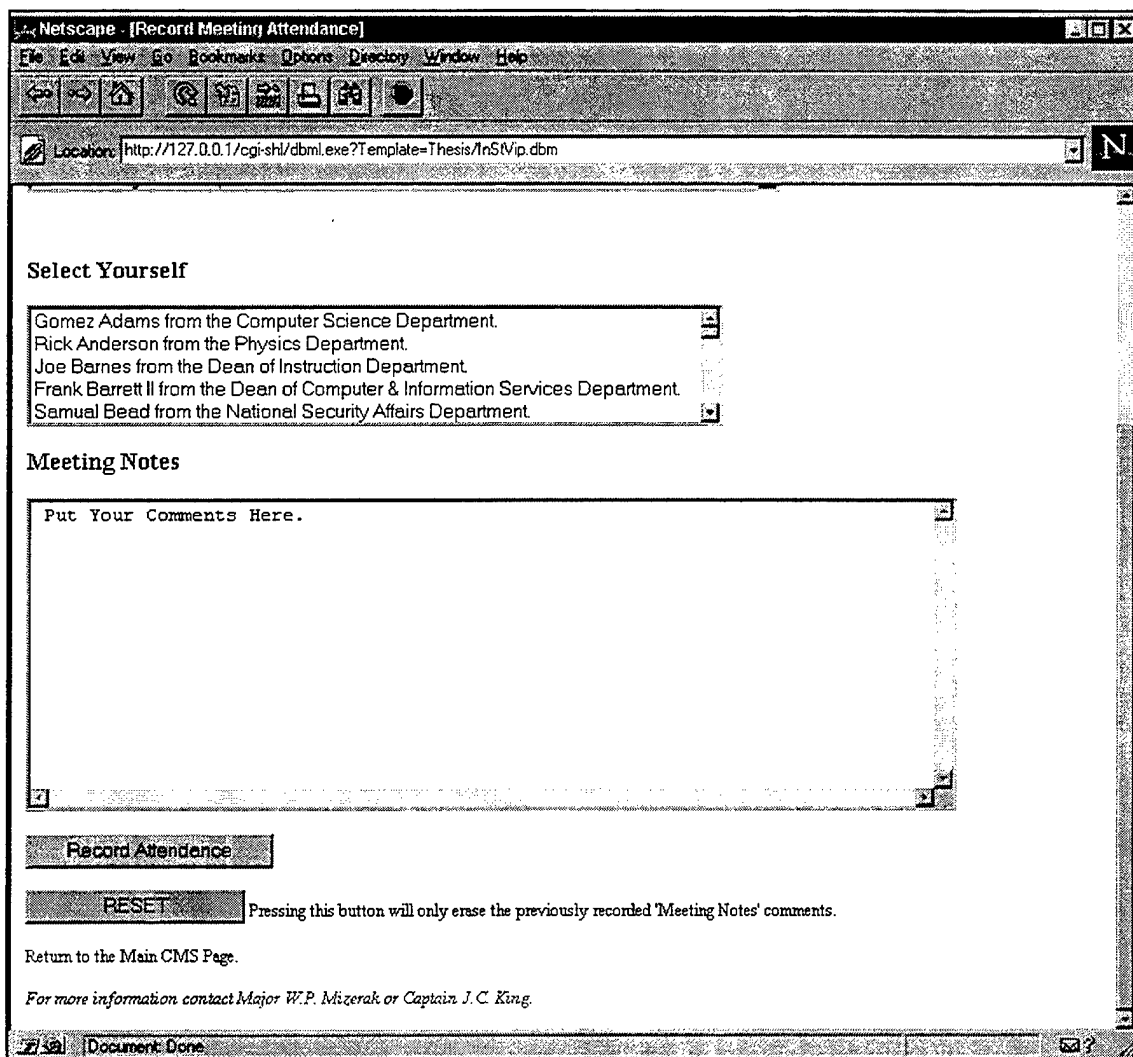 Netscape - [Record Meeting Attendance]
File Edit View Go Bookmarks Options Directory Window Help
Location: http://127.0.0.1/cgi-shl/dbml.exe?Template=Thesis/InStVip.dbm
N
Select Yourself
Gomez Adams from the Computer Science Department.
Rick Anderson from the Physics Department.
Joe Barnes from the Dean of Instruction Department.
Frank Barrett II from the Dean of Computer & Information Services Department.
Samual Bead from the National Security Affairs Department.
Meeting Notes
Put Your Comments Here.
Record Attendance
RESET Pressing this button will only erase the previously recorded 'Meeting Notes' comments.
Return to the Main CMS Page.
For more information contact Major W.P. Mizerak or Captain J.C. King.
Document: Done
?